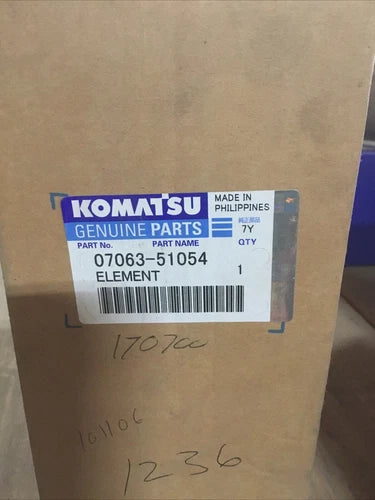 KOMATSU
GENUINE PARTS
MADE IN
PHILIPPINES
純正部品
7Y
PART No.
PART NAME
QTY
07063-51054
ELEMENT
1
101106
1236